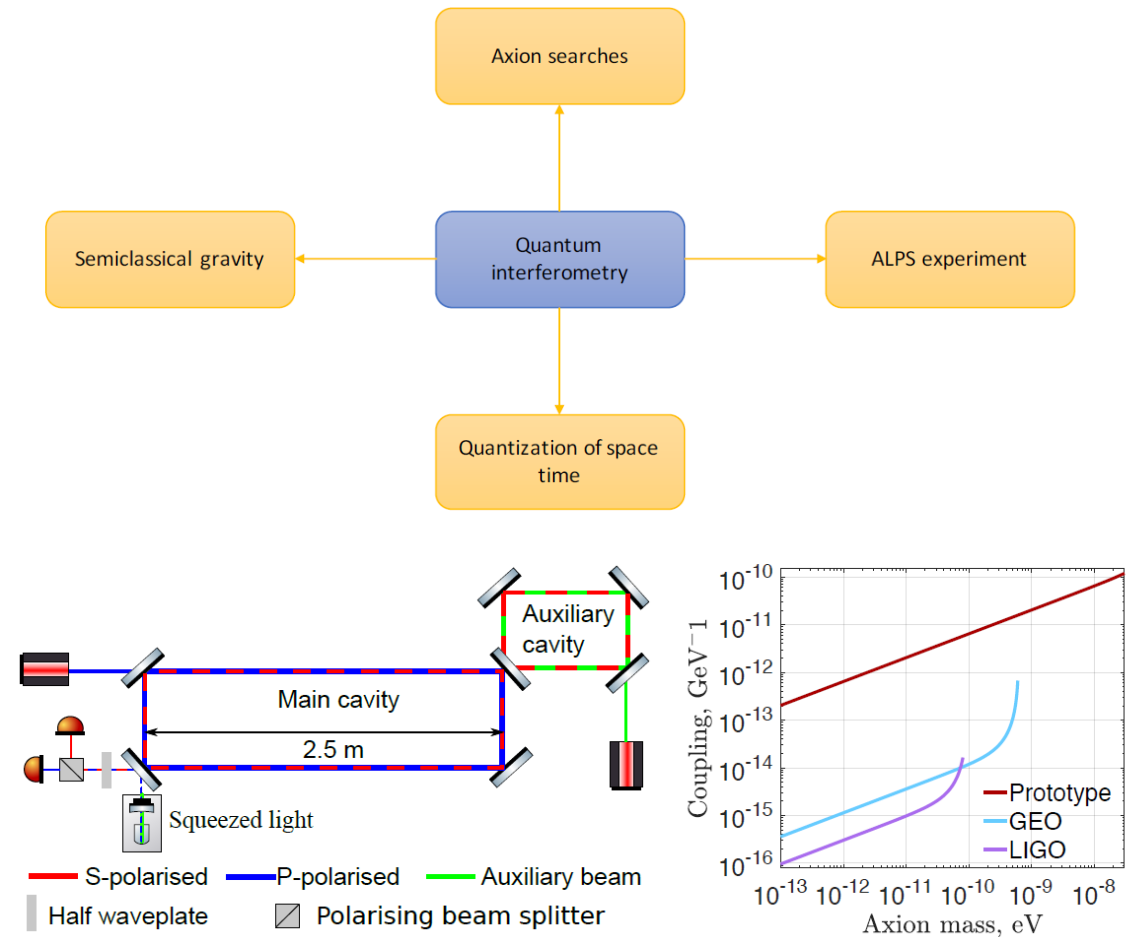 Axion searches
Semiclassical gravity
Quantum
interferometry
ALPS experiment
Quantization of space
time
Auxiliary
cavity
Main cavity
2.5 m
Squeezed light
S-polarised
P-polarised
Auxiliary beam
Half waveplate
Polarising beam splitter
Coupling, GeV⁻¹
10⁻¹⁰
10⁻¹¹
10⁻¹²
10⁻¹³
10⁻¹⁴
10⁻¹⁵
10⁻¹⁶
Prototype
GEO
LIGO
10⁻¹³ 10⁻¹² 10⁻¹¹ 10⁻¹⁰ 10⁻⁹ 10⁻⁸
Axion mass, eV